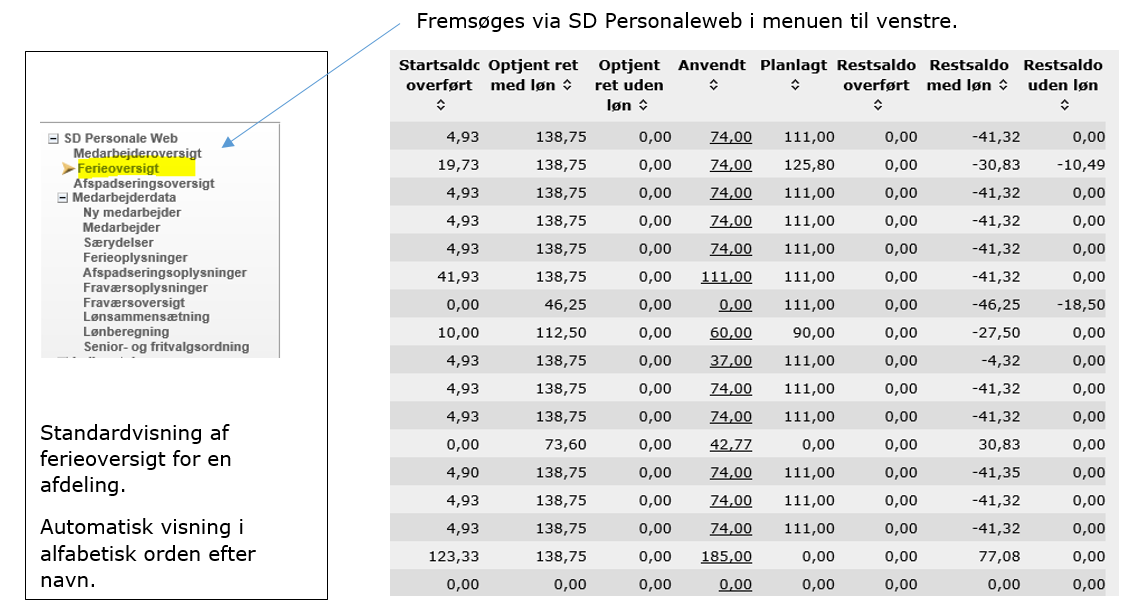 Fremsøges via SD Personaleweb i menuen til venstre.
SD Personale Web
Medarbejderoversigt
Ferieoversigt
Afspadseringsoversigt
Medarbejderdata
Ny medarbejder
Medarbejder
Særydelser
Ferieoplysninger
Afspadseringsoplysninger
Fraværsoplysninger
Fraværsoversigt
Lønsammensætning
Lønberegning
Senior- og fritvalgsordning
Standardvisning af
ferieoversigt for en
afdeling.
Automatisk visning i
alfabetisk orden efter
navn.
Startsaldo Optjent ret Optjent Anvendt Planlagt Restsaldo Restsaldo Restsaldo
overført med løn ret uden overført med løn uden løn
løn
4,93 138,75 0,00 74,00 111,00 0,00 -41,32 0,00
19,73 138,75 0,00 74,00 125,80 0,00 -30,83 -10,49
4,93 138,75 0,00 74,00 111,00 0,00 -41,32 0,00
4,93 138,75 0,00 74,00 111,00 0,00 -41,32 0,00
4,93 138,75 0,00 74,00 111,00 0,00 -41,32 0,00
41,93 138,75 0,00 111,00 111,00 0,00 -41,32 0,00
0,00 46,25 0,00 0,00 111,00 0,00 -46,25 -18,50
10,00 112,50 0,00 60,00 90,00 0,00 -27,50 0,00
4,93 138,75 0,00 37,00 111,00 0,00 -4,32 0,00
4,93 138,75 0,00 74,00 111,00 0,00 -41,32 0,00
4,93 138,75 0,00 74,00 111,00 0,00 -41,32 0,00
0,00 73,60 0,00 42,77 0,00 0,00 30,83 0,00
4,90 138,75 0,00 74,00 111,00 0,00 -41,35 0,00
4,93 138,75 0,00 74,00 111,00 0,00 -41,32 0,00
4,93 138,75 0,00 74,00 111,00 0,00 -41,32 0,00
123,33 138,75 0,00 185,00 0,00 0,00 77,08 0,00
0,00 0,00 0,00 0,00 0,00 0,00 0,00 0,00